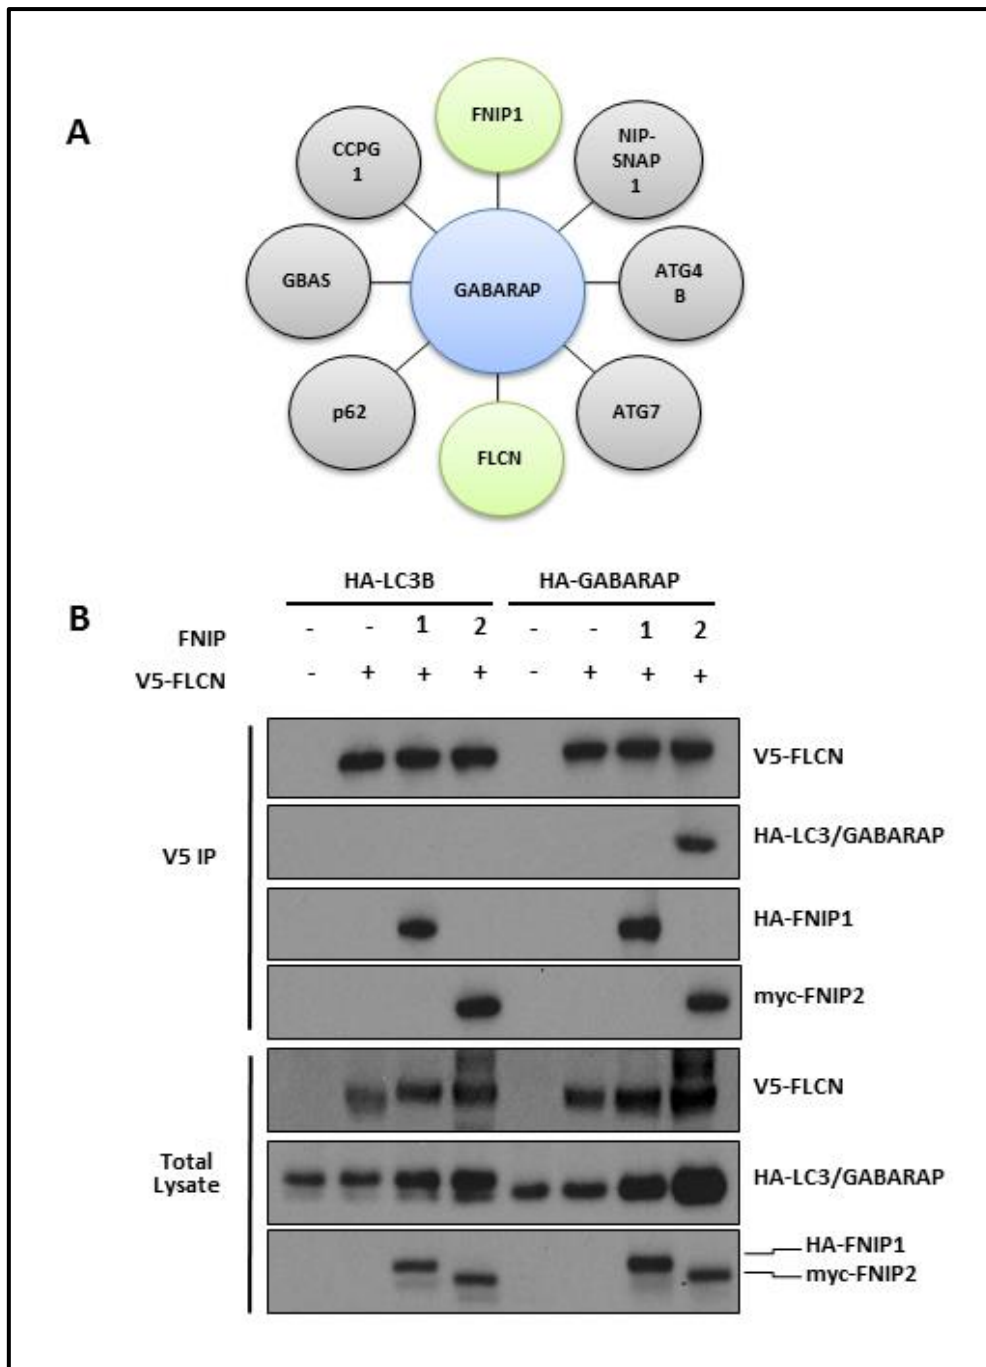 A
FNIP1
NIP-
SNAP
1
CCPG
1
GBAS
GABARAP
ATG4
B
p62
ATG7
FLCN
B
HA-LC3B HA-GABARAP
FNIP - - 1 2 - - 1 2
V5-FLCN - + + + - + + +
V5 IP
V5-FLCN
HA-LC3/GABARAP
HA-FNIP1
myc-FNIP2
Total
Lysate
V5-FLCN
HA-LC3/GABARAP
HA-FNIP1
myc-FNIP2